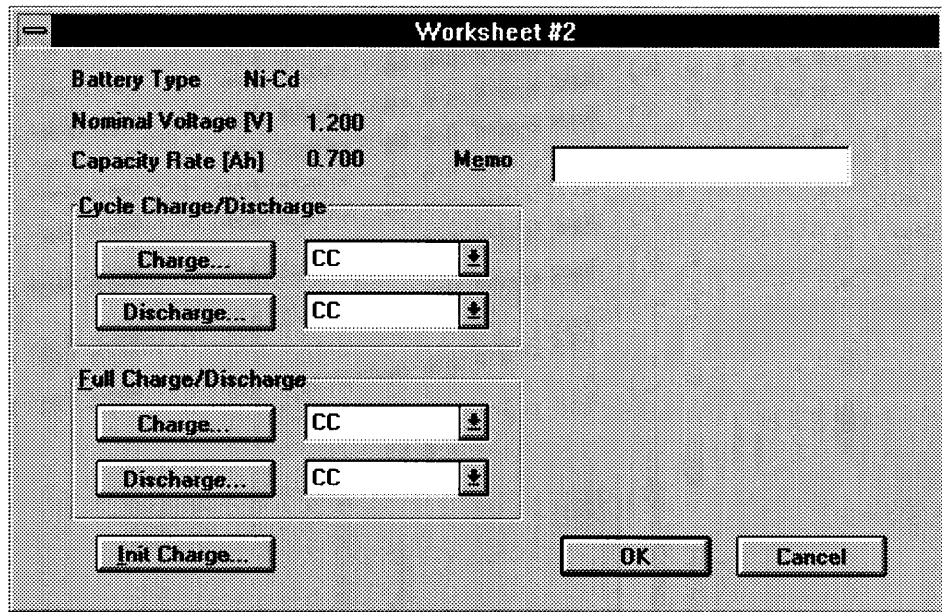 Worksheet #2
Battery Type Ni-Cd
Nominal Voltage [V] 1.200
Capacity Rate [Ah] 0.700 Memo
Cycle Charge/Discharge
Charge... CC
Discharge... CC
Full Charge/Discharge
Charge... CC
Discharge... CC
Init Charge...
OK Cancel